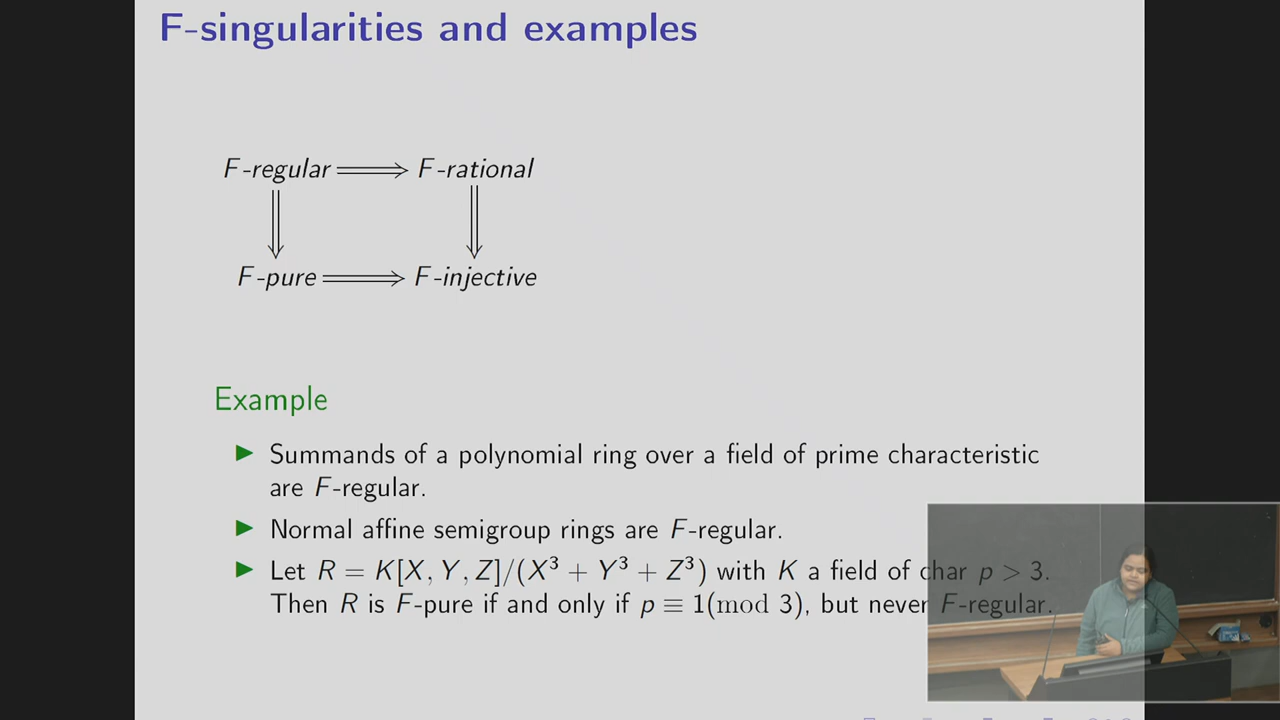 F-singularities and examples
F-regular ⟹ F-rational
F-pure ⟹ F-injective
Example
Summands of a polynomial ring over a field of prime characteristic
are F-regular.
Normal affine semigroup rings are F-regular.
Let R = K[X, Y, Z]/(X³ + Y³ + Z³) with K a field of char p > 3.
Then R is F-pure if and only if p ≡ 1(mod 3), but never F-regular.